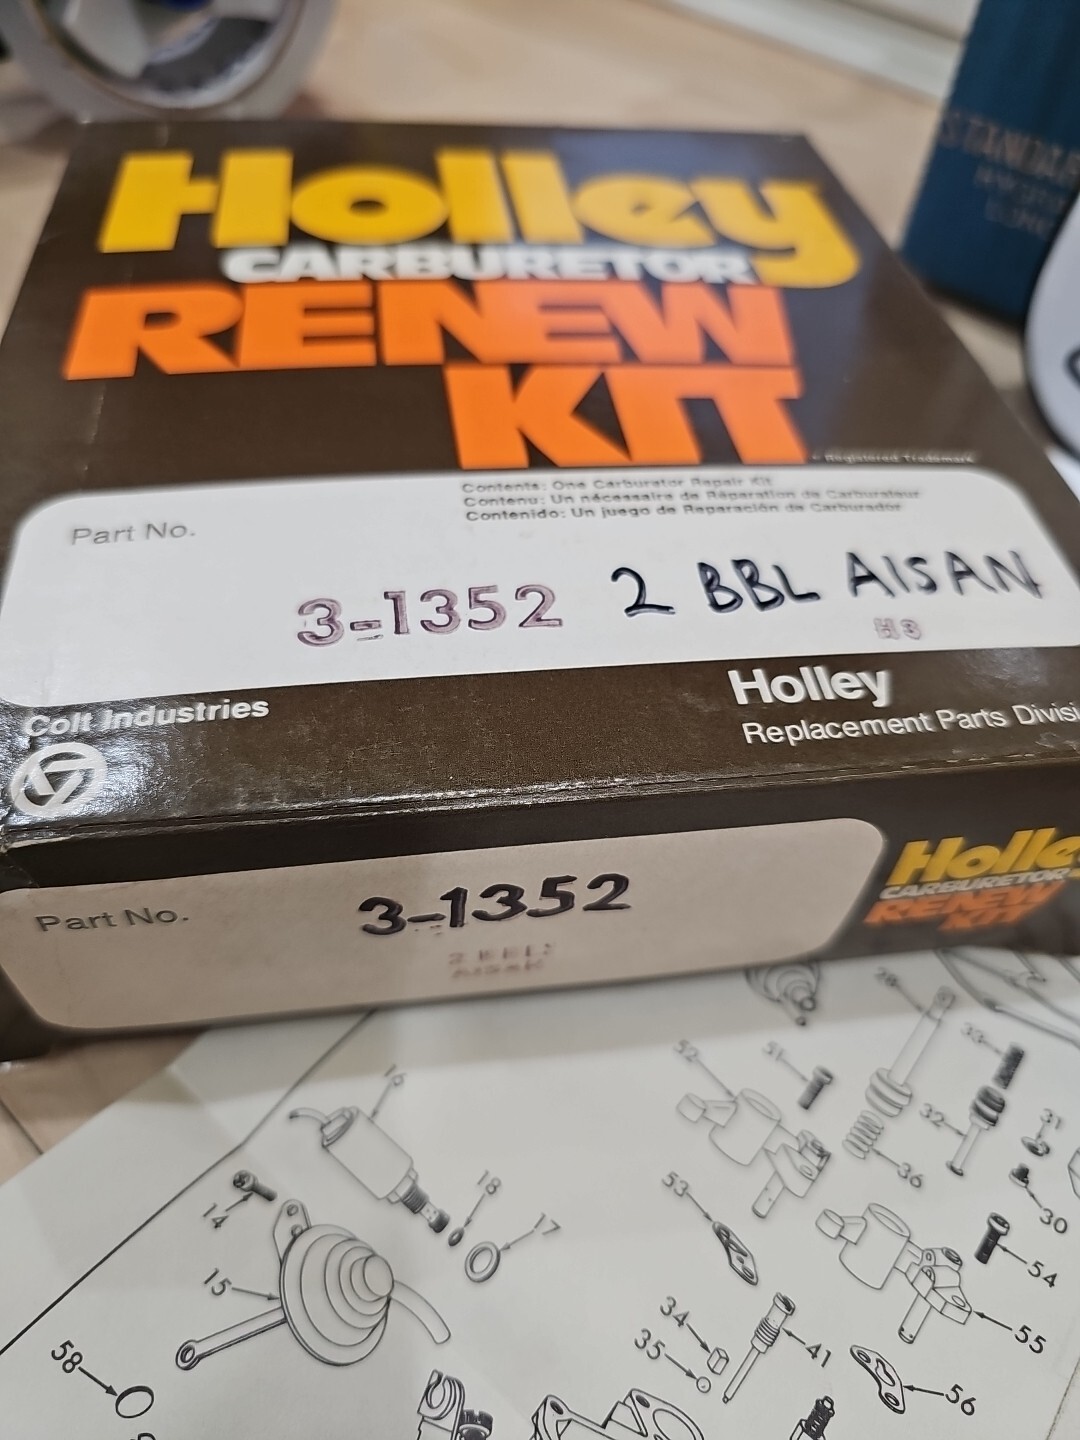 Holley
CARBURETOR
RENEW
KIT
Registered Trademark
Contents: One Carburetor Repair Kit
Contenu: Un nécessaire de Réparation de Carburateur
Contenido: Un juego de Reparación de Carburador
Part No.
3-1352 2 BBL AISAN
H3
Colt Industries
Holley
Replacement Parts Divisi
Part No.
3-1352
AISAN
Holley
CARBURETOR
RENEW
KIT
28
33
52
51
16
32
31
36
18
53
30
14
17
54
15
34
35
41
55
58
56